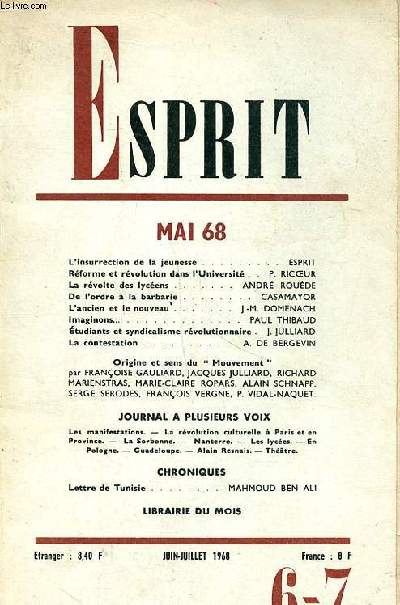 www.le-livre.com
ESPRIT
MAI 68
L'insurrection de la jeunesse . . . . . . . . . ESPRIT
Réforme et révolution dans l'Université . . P. RICŒUR
La révolte des lycéens . . . . . . . ANDRÉ ROUÈDE
De l'ordre à la barbarie . . . . . . . . CASAMAYOR
L'ancien et le nouveau . . . . . . . J.-M. DOMENACH
Imaginons... . . . . . . . . . . . . . PAUL THIBAUD
Étudiants et syndicalisme révolutionnaire . J. JULLIARD
La contestation . . . . . . . . . A. DE BERGEVIN
Origine et sens du " Mouvement "
par FRANÇOISE GAULIARD, JACQUES JULLIARD, RICHARD
MARIENSTRAS, MARIE-CLAIRE ROPARS, ALAIN SCHNAPP,
SERGE SERODES, FRANÇOIS VERGNE, P. VIDAL-NAQUET.
JOURNAL A PLUSIEURS VOIX
Les manifestations. — La révolution culturelle à Paris et en
Province. — La Sorbonne. — Nanterre. — Les lycées. — En
Pologne. — Guadeloupe. — Alain Resnais. — Théâtre.
CHRONIQUES
Lettre de Tunisie . . . . . . . . MAHMOUD BEN ALI
LIBRAIRIE DU MOIS
Étranger : 8,40 F JUIN-JUILLET 1968 France : 8 F
6-7